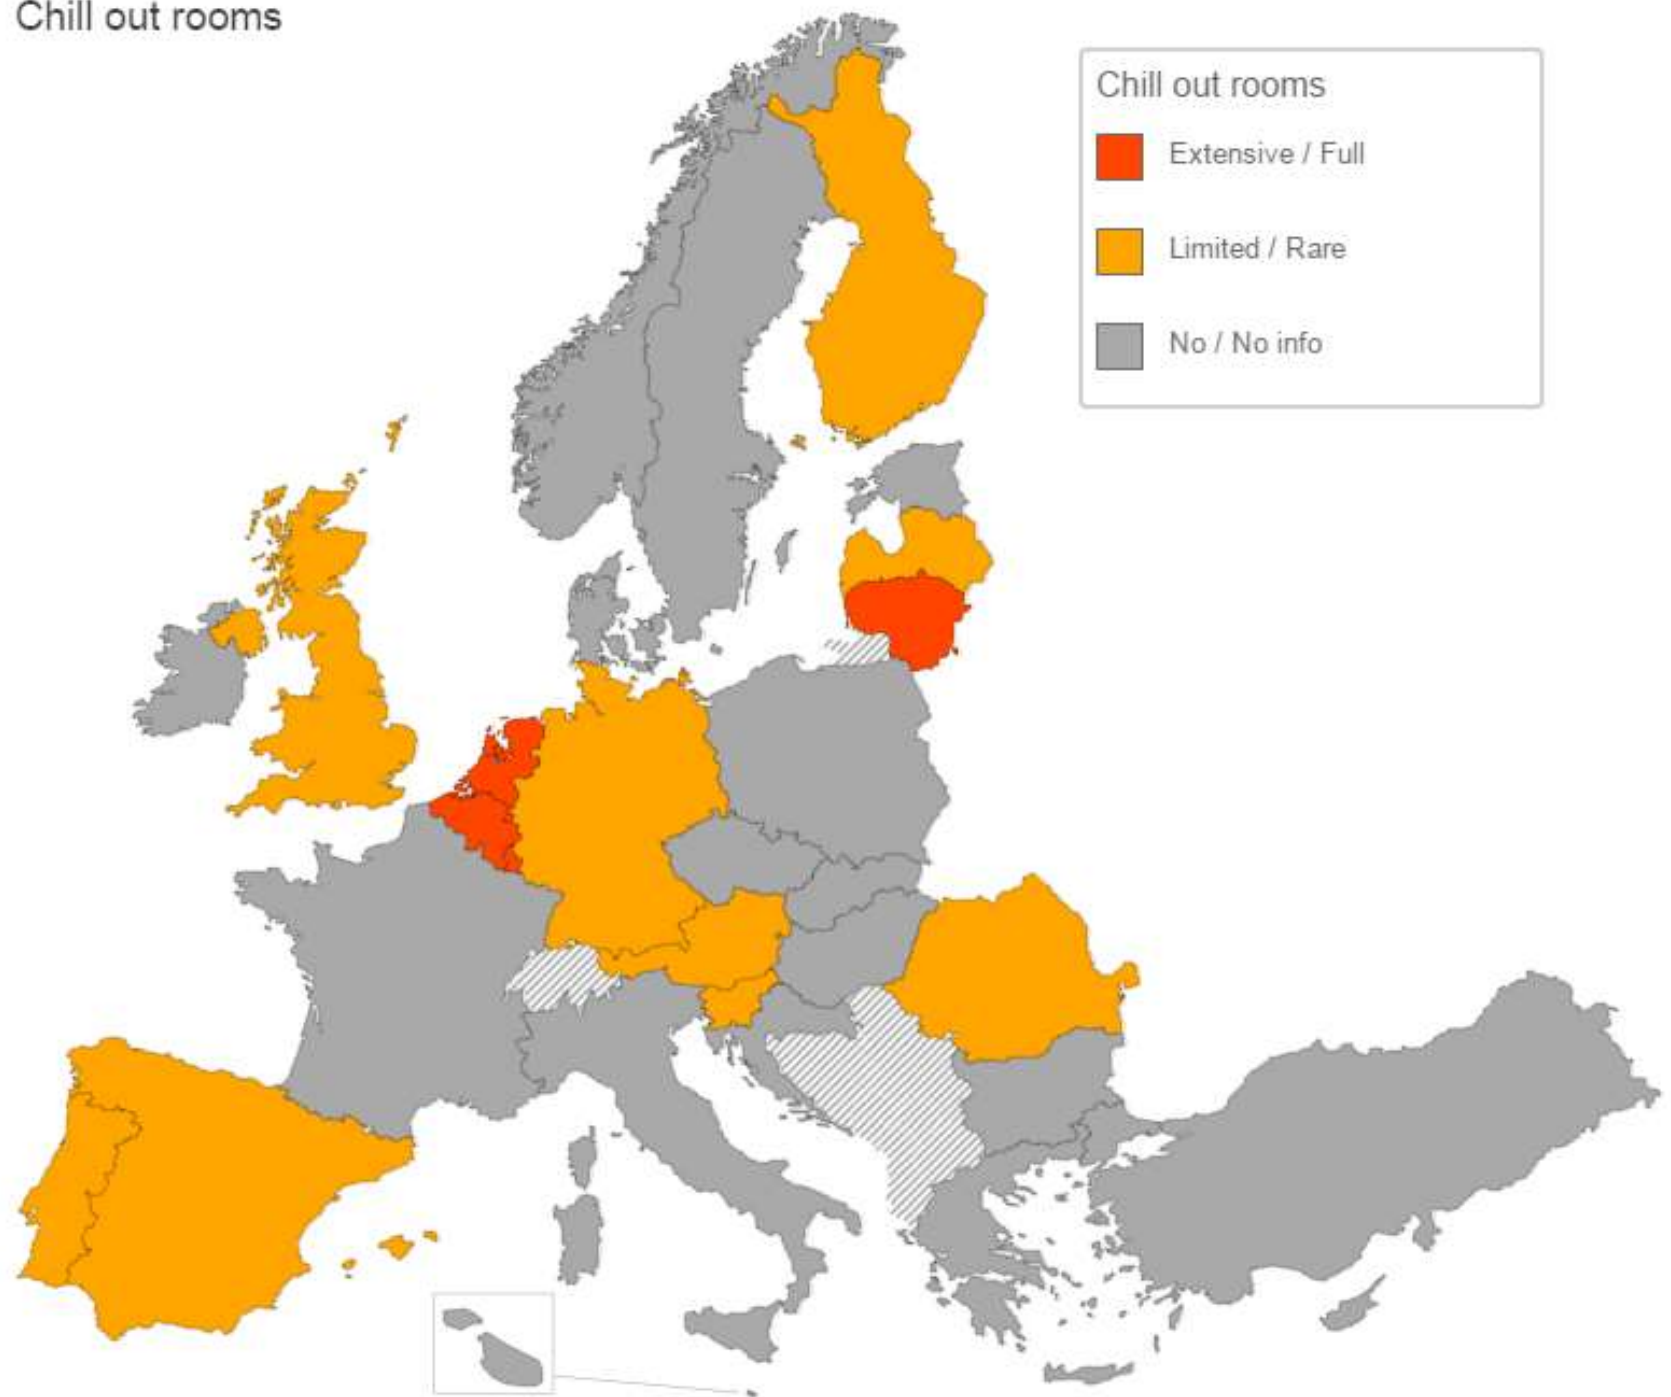 Chill out rooms
Chill out rooms
Extensive / Full
Limited / Rare
No / No info